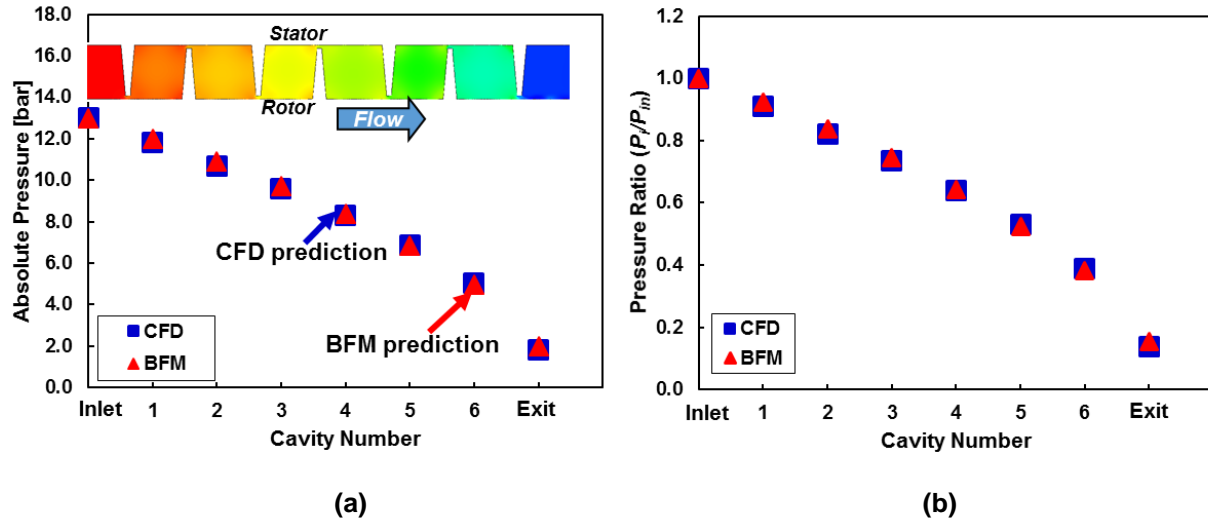 18.0
16.0
14.0
12.0
10.0
8.0
6.0
4.0
2.0
0.0
Absolute Pressure [bar]
Stator
Rotor
Flow
CFD prediction
BFM prediction
CFD
BFM
Inlet 1 2 3 4 5 6 Exit
Cavity Number
(a)
1.2
1.0
0.8
0.6
0.4
0.2
0.0
Pressure Ratio (Pi/Pin)
CFD
BFM
Inlet 1 2 3 4 5 6 Exit
Cavity Number
(b)